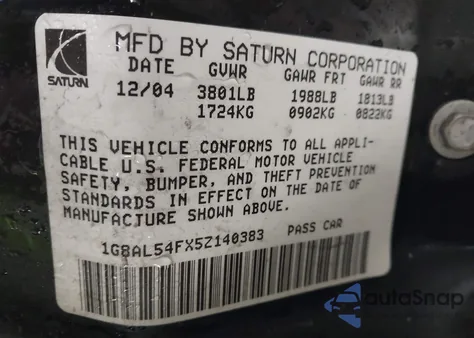 MFD BY SATURN CORPORATION
SATURN
DATE GVWR GAWR FRT GAWR RR
12/04 3801LB 1988LB 1813LB
1724KG 0902KG 0822KG
THIS VEHICLE CONFORMS TO ALL APPLI-
CABLE U.S. FEDERAL MOTOR VEHICLE
SAFETY, BUMPER, AND THEFT PREVENTION
STANDARDS IN EFFECT ON THE DATE OF
MANUFACTURE SHOWN ABOVE.
1G8AL54FX5Z140383 PASS CAR
autoSnap